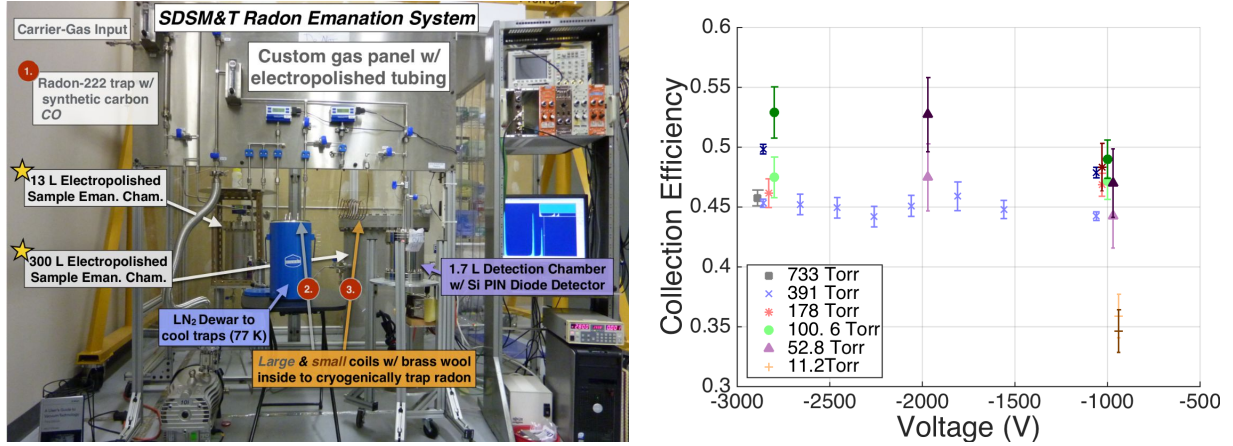 SDSM&T Radon Emanation System
Carrier-Gas Input
Custom gas panel w/
electropolished tubing
1.
Radon-222 trap w/
synthetic carbon
CO
13 L Electropolished
Sample Eman. Cham.
300 L Electropolished
Sample Eman. Cham.
1.7 L Detection Chamber
w/ Si PIN Diode Detector
2.
3.
LN2 Dewar to
cool traps (77 K)
Large & small coils w/ brass wool
inside to cryogenically trap radon
Collection Efficiency
0.6
0.55
0.5
0.45
0.4
0.35
0.3
733 Torr
391 Torr
178 Torr
100. 6 Torr
52.8 Torr
11.2Torr
-3000
-2500
-2000
-1500
-1000
-500
Voltage (V)